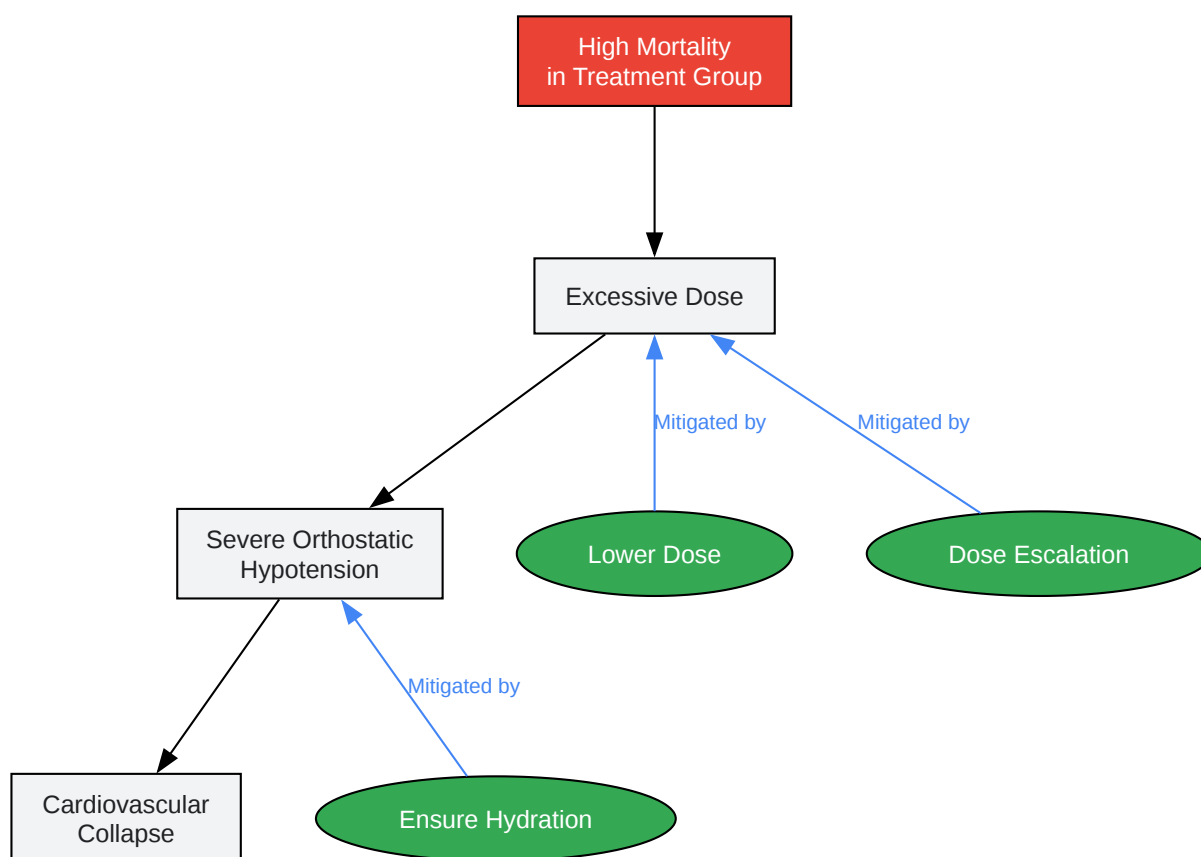 High Mortality
in Treatment Group
Excessive Dose
Mitigated by
Mitigated by
Severe Orthostatic
Hypotension
Lower Dose
Dose Escalation
Mitigated by
Cardiovascular
Collapse
Ensure Hydration